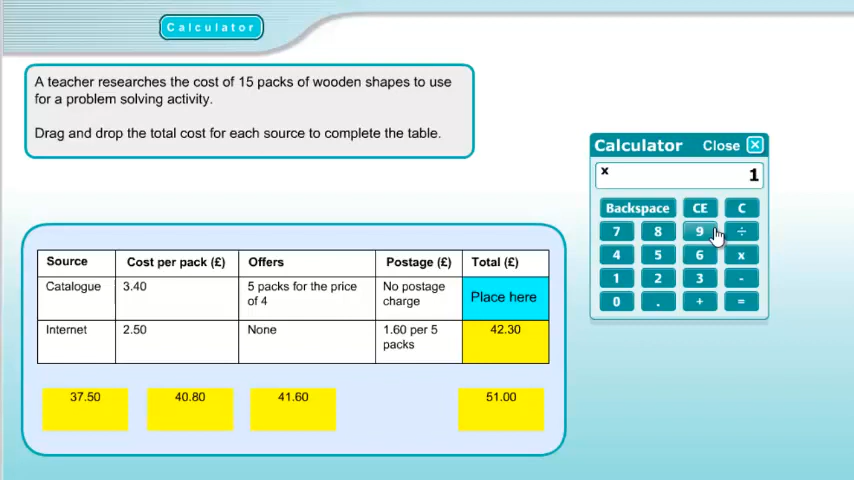 Calculator
A teacher researches the cost of 15 packs of wooden shapes to use
for a problem solving activity.
Drag and drop the total cost for each source to complete the table.
Calculator Close X
x 1
Backspace CE C
7 8 9 ÷
4 5 6 x
1 2 3 -
0 . + =
Source Cost per pack (£) Offers Postage (£) Total (£)
Catalogue 3.40 5 packs for the price No postage Place here
of 4 charge
Internet 2.50 None 1.60 per 5 42.30
packs
37.50 40.80 41.60 51.00